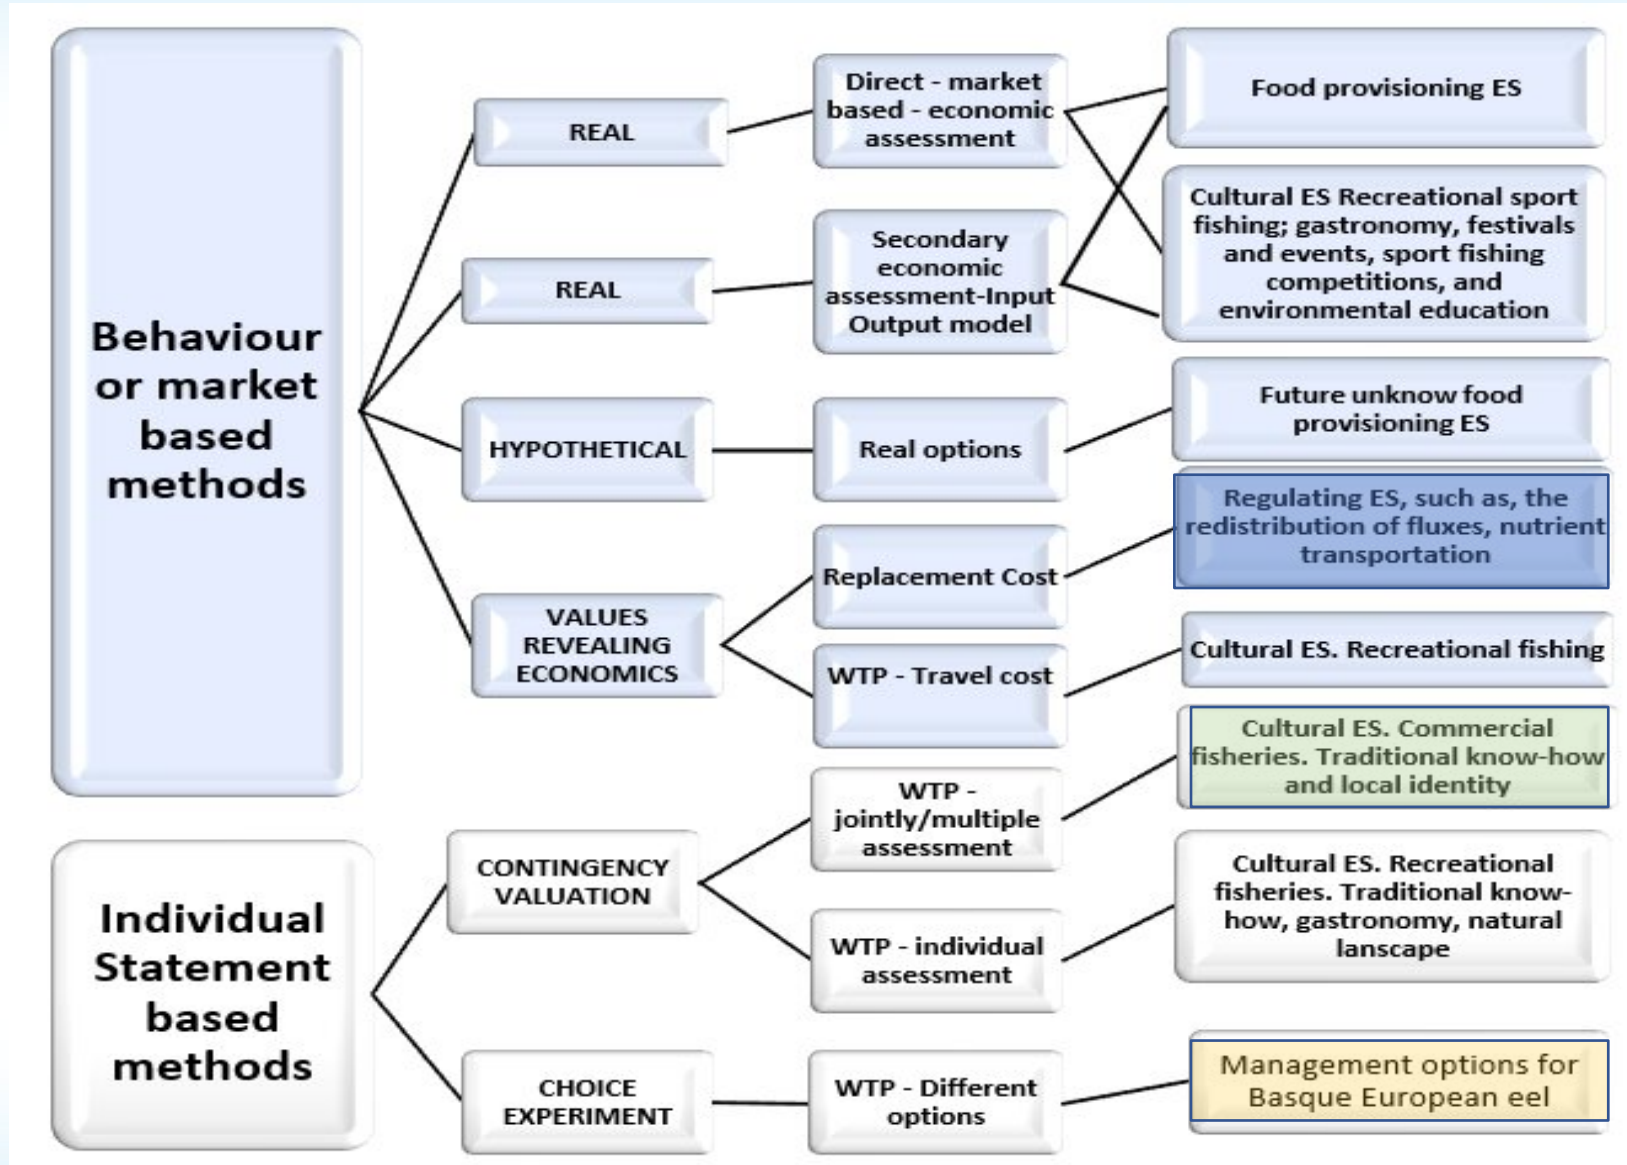 Behaviour
or market
based
methods
REAL
Direct - market
based - economic
assessment
Food provisioning ES
Cultural ES Recreational sport
fishing; gastronomy, festivals
and events, sport fishing
competitions, and
environmental education
REAL
Secondary
economic
assessment-Input
Output model
HYPOTHETICAL
Real options
Future unknow food
provisioning ES
VALUES
REVEALING
ECONOMICS
Replacement Cost
Regulating ES, such as, the
redistribution of fluxes, nutrient
transportation
WTP - Travel cost
Cultural ES. Recreational fishing
Individual
Statement
based
methods
CONTINGENCY
VALUATION
WTP -
jointly/multiple
assessment
Cultural ES. Commercial
fisheries. Traditional know-how
and local identity
WTP - individual
assessment
Cultural ES. Recreational
fisheries. Traditional know-
how, gastronomy, natural
lanscape
CHOICE
EXPERIMENT
WTP - Different
options
Management options for
Basque European eel